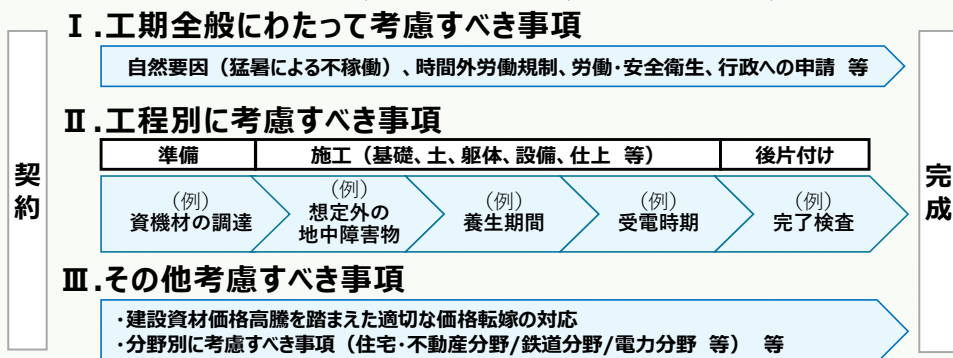 Ⅰ.工期全般にわたって考慮すべき事項
自然要因（猛暑による不稼働）、時間外労働規制、労働・安全衛生、行政への申請 等
Ⅱ.工程別に考慮すべき事項
準備
施工（基礎、土、躯体、設備、仕上 等）
後片付け
契約
（例）
資機材の調達
（例）
想定外の
地中障害物
（例）
養生期間
（例）
受電時期
（例）
完了検査
完成
Ⅲ.その他考慮すべき事項
・建設資材価格高騰を踏まえた適切な価格転嫁の対応
・分野別に考慮すべき事項（住宅・不動産分野/鉄道分野/電力分野 等） 等